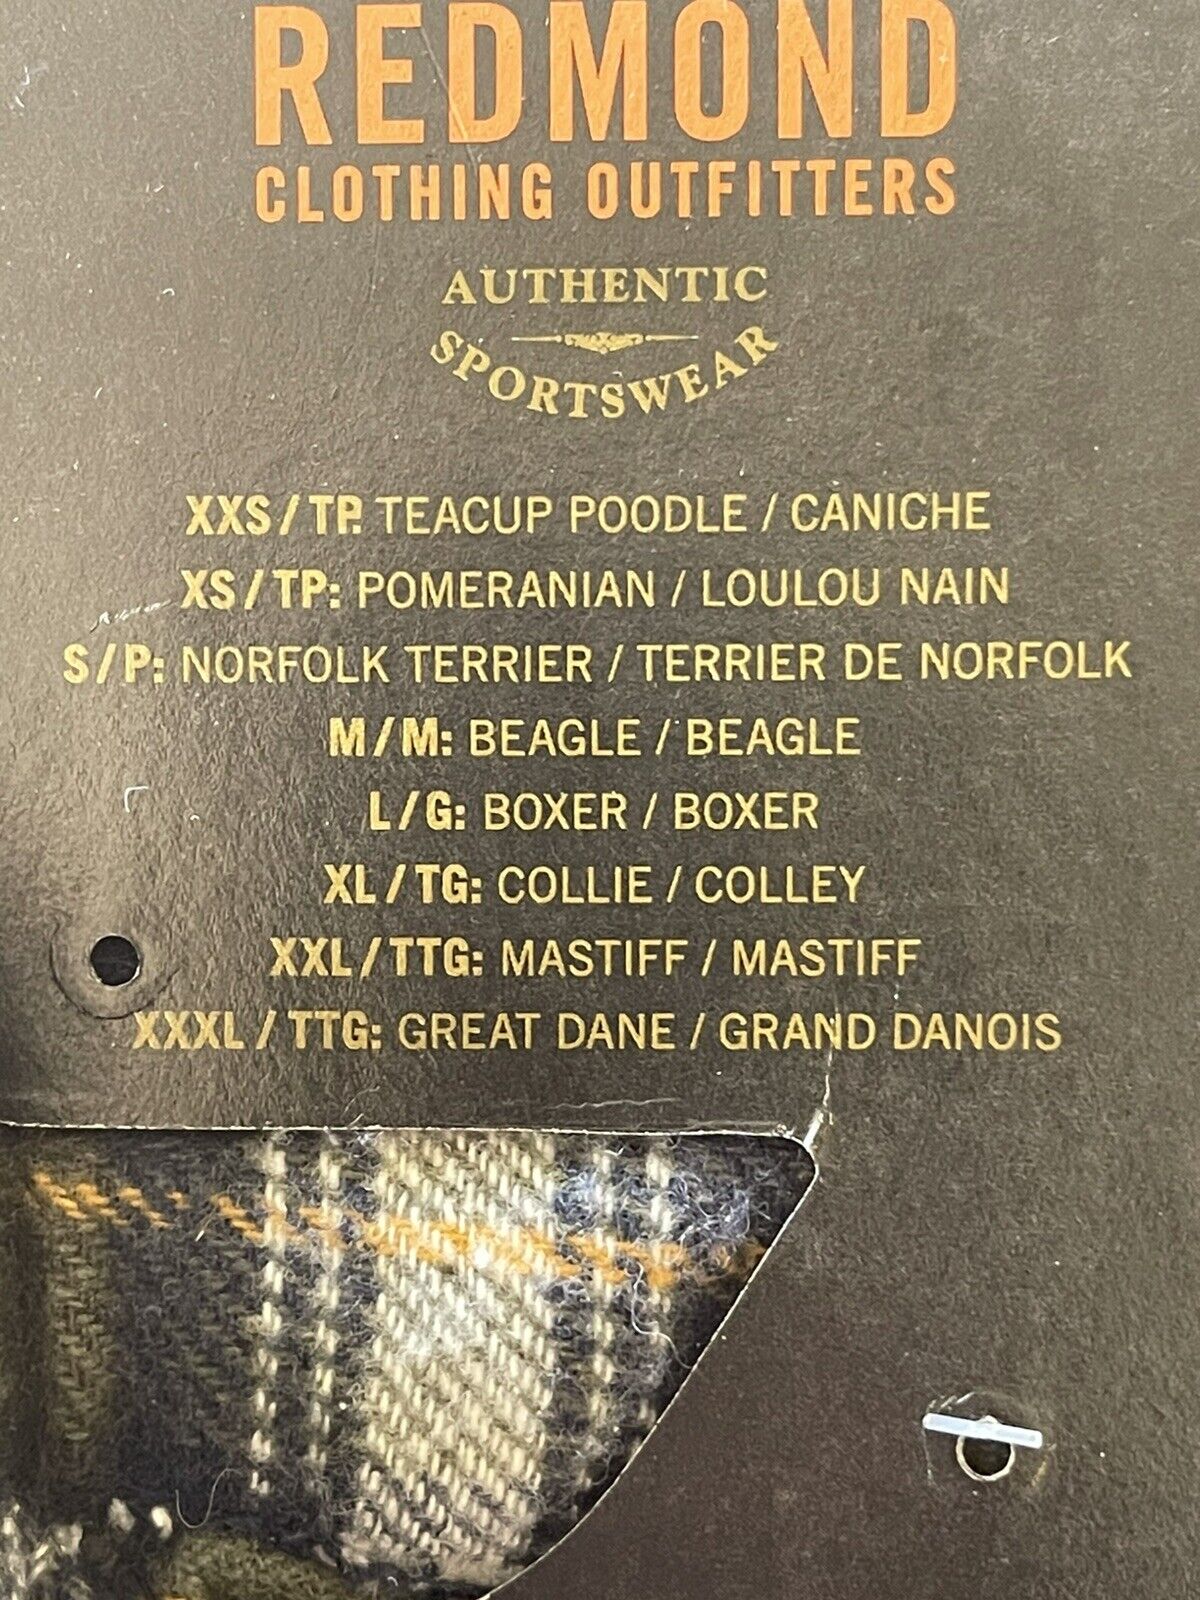 REDMOND
CLOTHING OUTFITTERS
AUTHENTIC
SPORTSWEAR
XXS / TP. TEACUP POODLE / CANICHE
XS / TP: POMERANIAN / LOULOU NAIN
S / P: NORFOLK TERRIER / TERRIER DE NORFOLK
M / M: BEAGLE / BEAGLE
L / G: BOXER / BOXER
XL / TG: COLLIE / COLLEY
XXL / TTG: MASTIFF / MASTIFF
XXXL / TTG: GREAT DANE / GRAND DANOIS